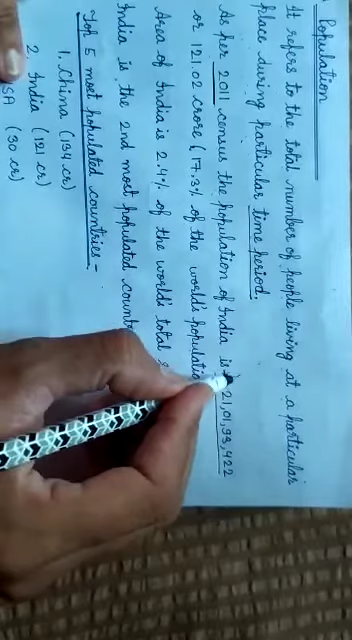 Population
It refers to the total number of people living at a particular
place during particular time period.
As per 2011 census the population of India is 21,01,93,422
or 121.02 crore (17.3% of the world's populati
Area of India is 2.4% of the world's total
India is the 2nd most populated count
Top 5 most populated countries-
1. China (134 cr)
2. India (121 cr)
SA (30 cr)